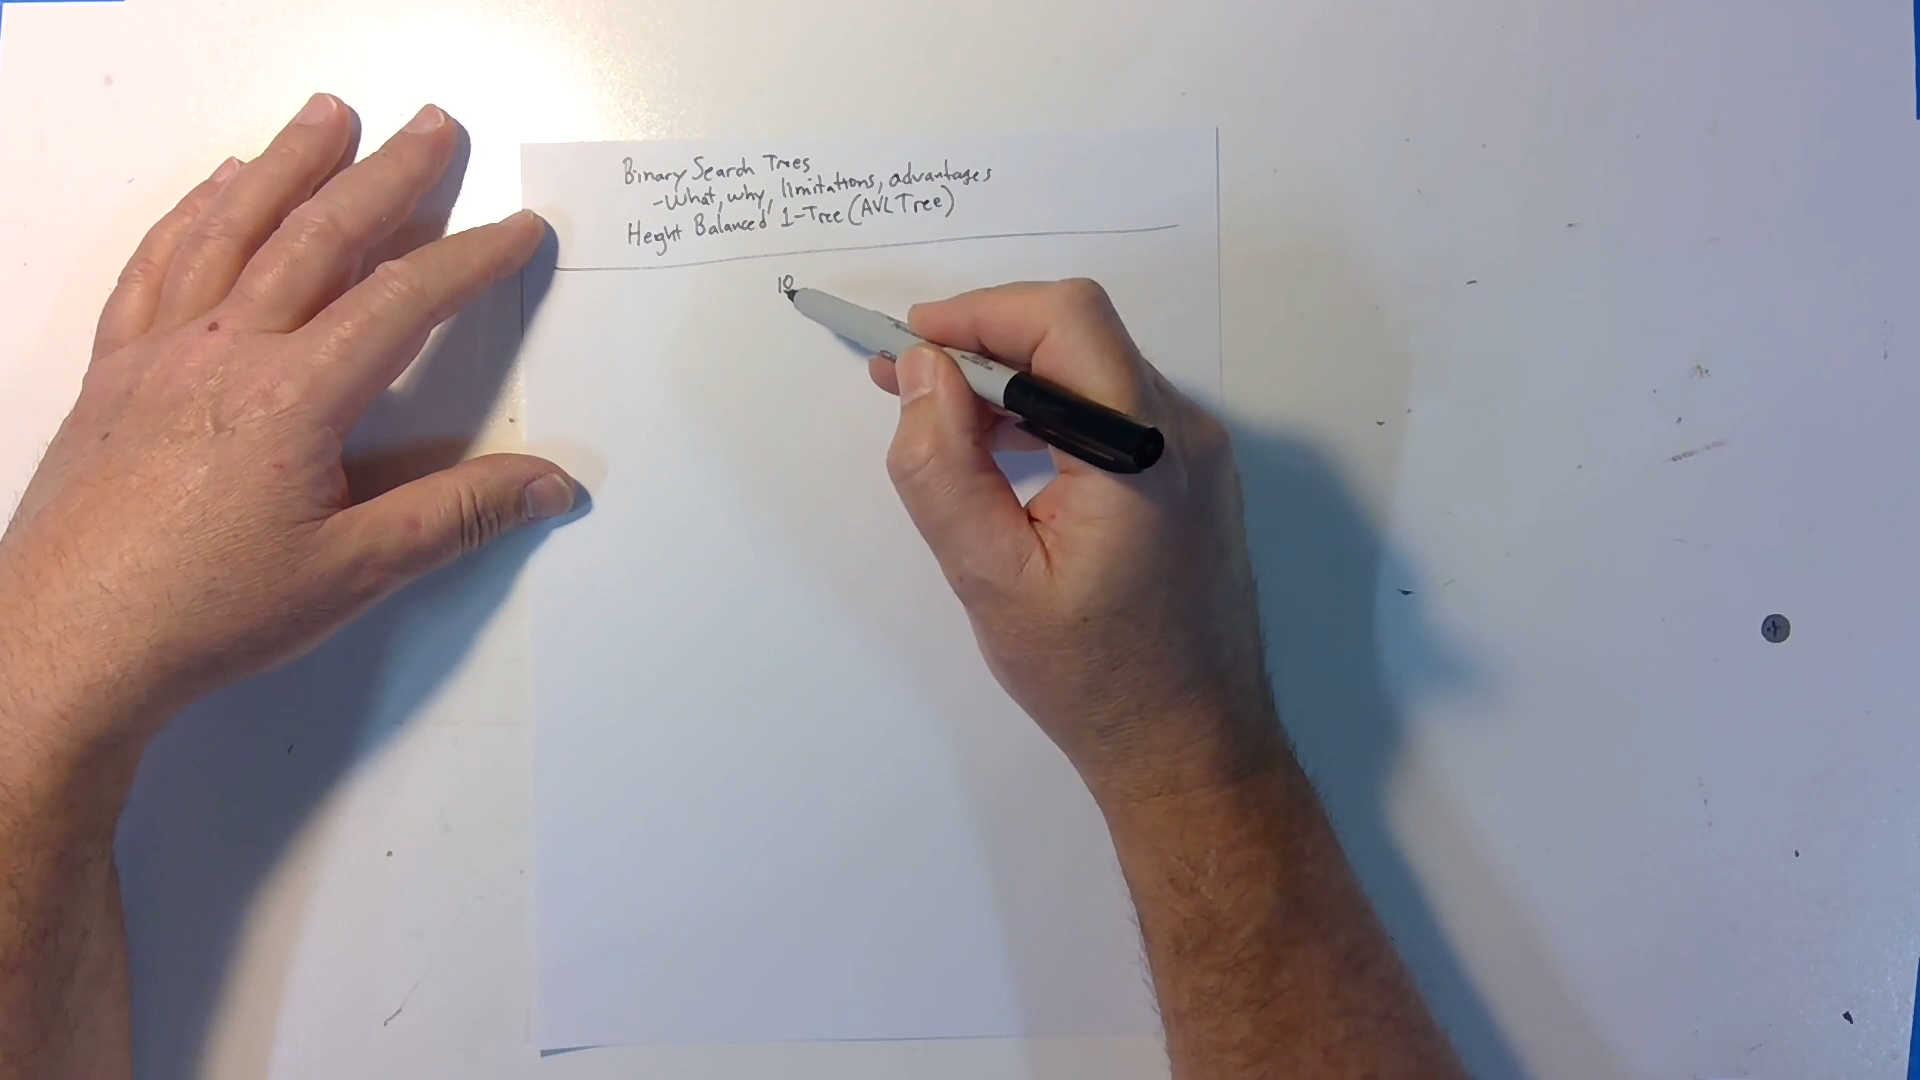 Binary Search Trees
-What, why, limitations, advantages
Height Balanced 1-Tree (AVL Tree)
10